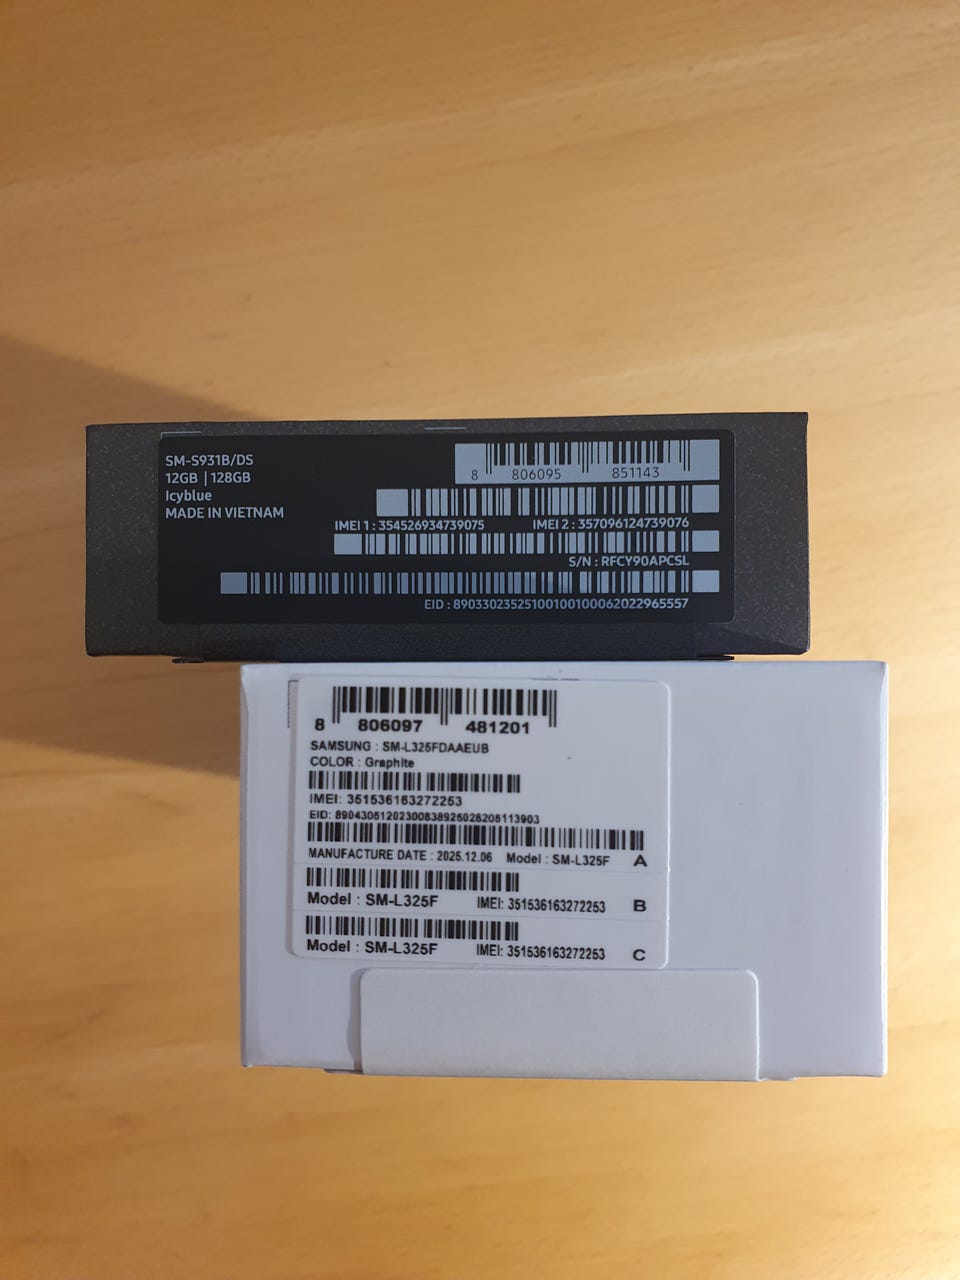 SM-S931B/DS
12GB | 128GB
Icyblue
MADE IN VIETNAM
8 806095 851143
IMEI 1 : 354526934739075 IMEI 2 : 357096124739076
S/N : RFCY90APCSL
EID : 89033023525100100100062022965557
8 806097 481201
SAMSUNG : SM-L325FDAAEUB
COLOR : Graphite
IMEI: 351536163272253
EID: 89043051202300838926028205113903
MANUFACTURE DATE : 2025.12.06 Model : SM-L325F A
Model : SM-L325F IMEI: 351536163272253 B
Model : SM-L325F IMEI: 351536163272253 C